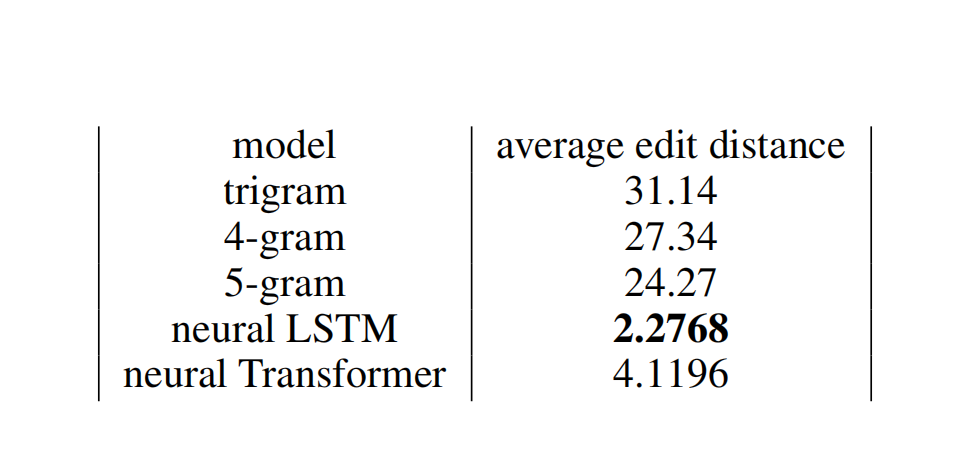 model average edit distance
trigram 31.14
4-gram 27.34
5-gram 24.27
neural LSTM 2.2768
neural Transformer 4.1196